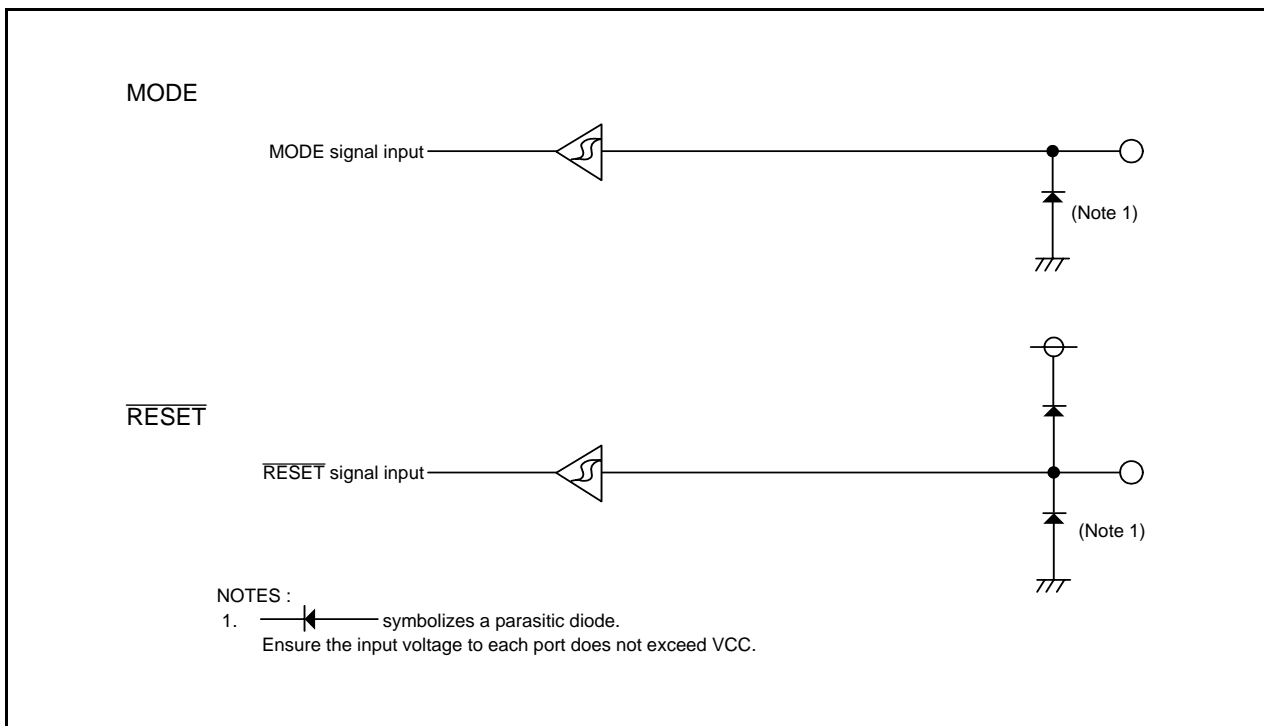 MODE
MODE signal input
(Note 1)
RESET
RESET signal input
(Note 1)
NOTES :
1. symbolizes a parasitic diode.
Ensure the input voltage to each port does not exceed VCC.